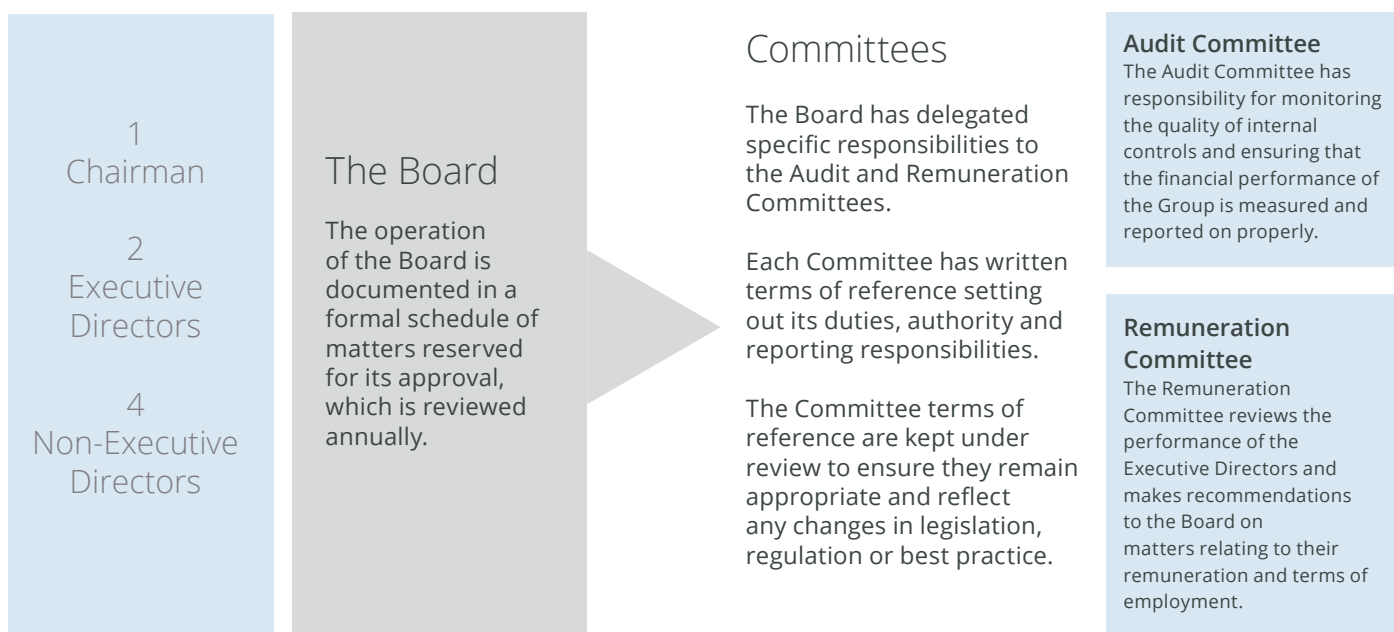 1
Chairman
2
Executive
Directors
4
Non-Executive
Directors
The Board
The operation
of the Board is
documented in a
formal schedule of
matters reserved
for its approval,
which is reviewed
annually.
Committees
The Board has delegated
specific responsibilities to
the Audit and Remuneration
Committees.
Each Committee has written
terms of reference setting
out its duties, authority and
reporting responsibilities.
The Committee terms of
reference are kept under
review to ensure they remain
appropriate and reflect
any changes in legislation,
regulation or best practice.
Audit Committee
The Audit Committee has
responsibility for monitoring
the quality of internal
controls and ensuring that
the financial performance of
the Group is measured and
reported on properly.
Remuneration
Committee
The Remuneration
Committee reviews the
performance of the
Executive Directors and
makes recommendations
to the Board on
matters relating to their
remuneration and terms of
employment.